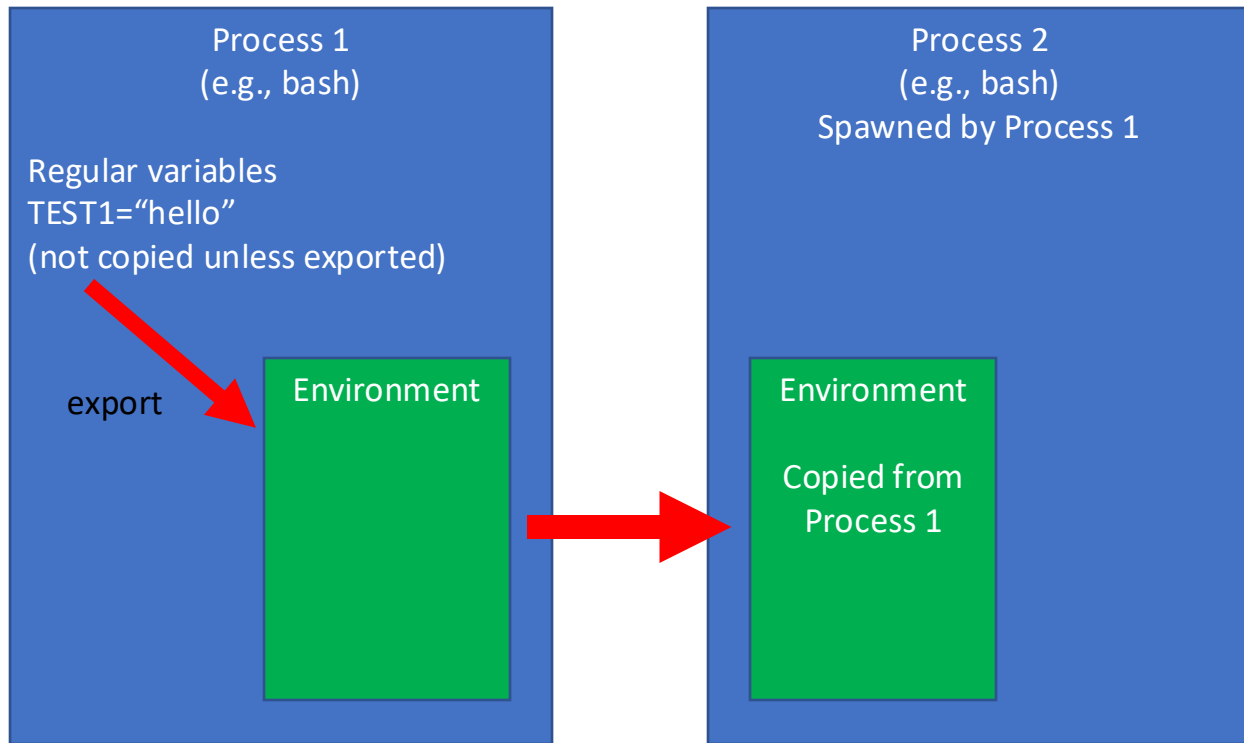 Process 1
(e.g., bash)
Regular variables
TEST1=“hello”
(not copied unless exported)
export
Environment
Process 2
(e.g., bash)
Spawned by Process 1
Environment
Copied from
Process 1